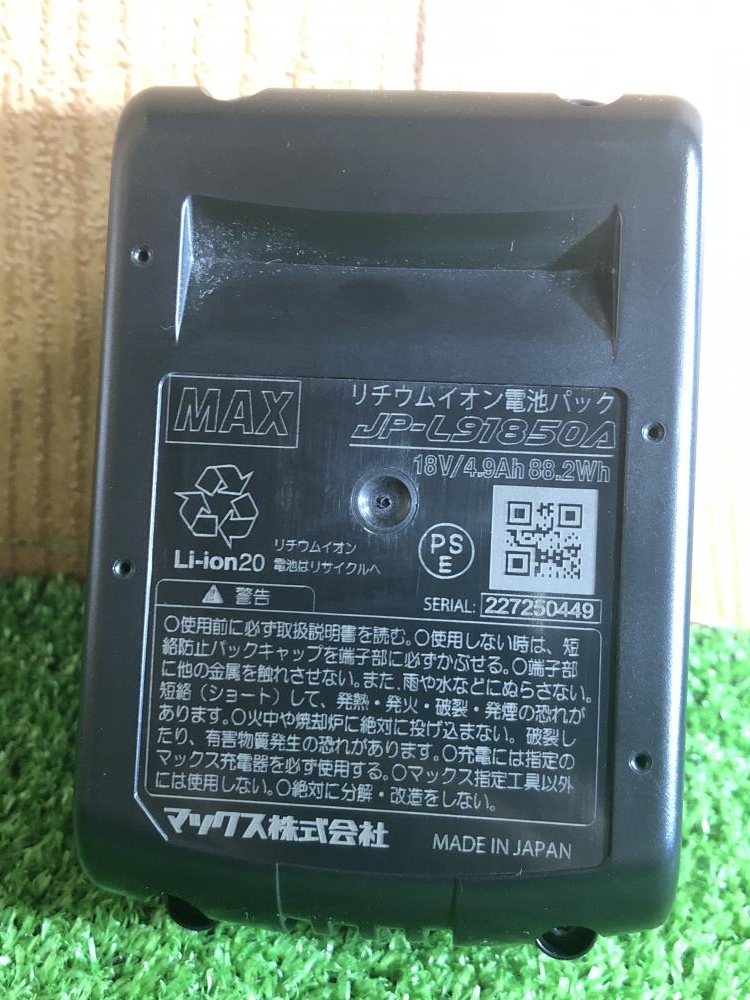 MAX
リチウムイオン電池パック
JP-L91850A
18V/4.9Ah 88.2Wh
Li-ion20
リチウムイオン
電池はリサイクルへ
PS
E
SERIAL: 227250449
警告
〇使用前に必ず取扱説明書を読む。〇使用しない時は、短
絡防止パックキャップを端子部に必ずかぶせる。〇端子部
に他の金属を触れさせない。また、雨や水などにぬらさない。
短絡（ショート）して、発熱・発火・破裂・発煙の恐れが
あります。〇火中や焼却炉に絶対に投げ込まない。破裂し
たり、有害物質発生の恐れがあります。〇充電には指定の
マックス充電器を必ず使用する。〇マックス指定工具以外
には使用しない。〇絶対に分解・改造をしない。
マックス株式会社
MADE IN JAPAN